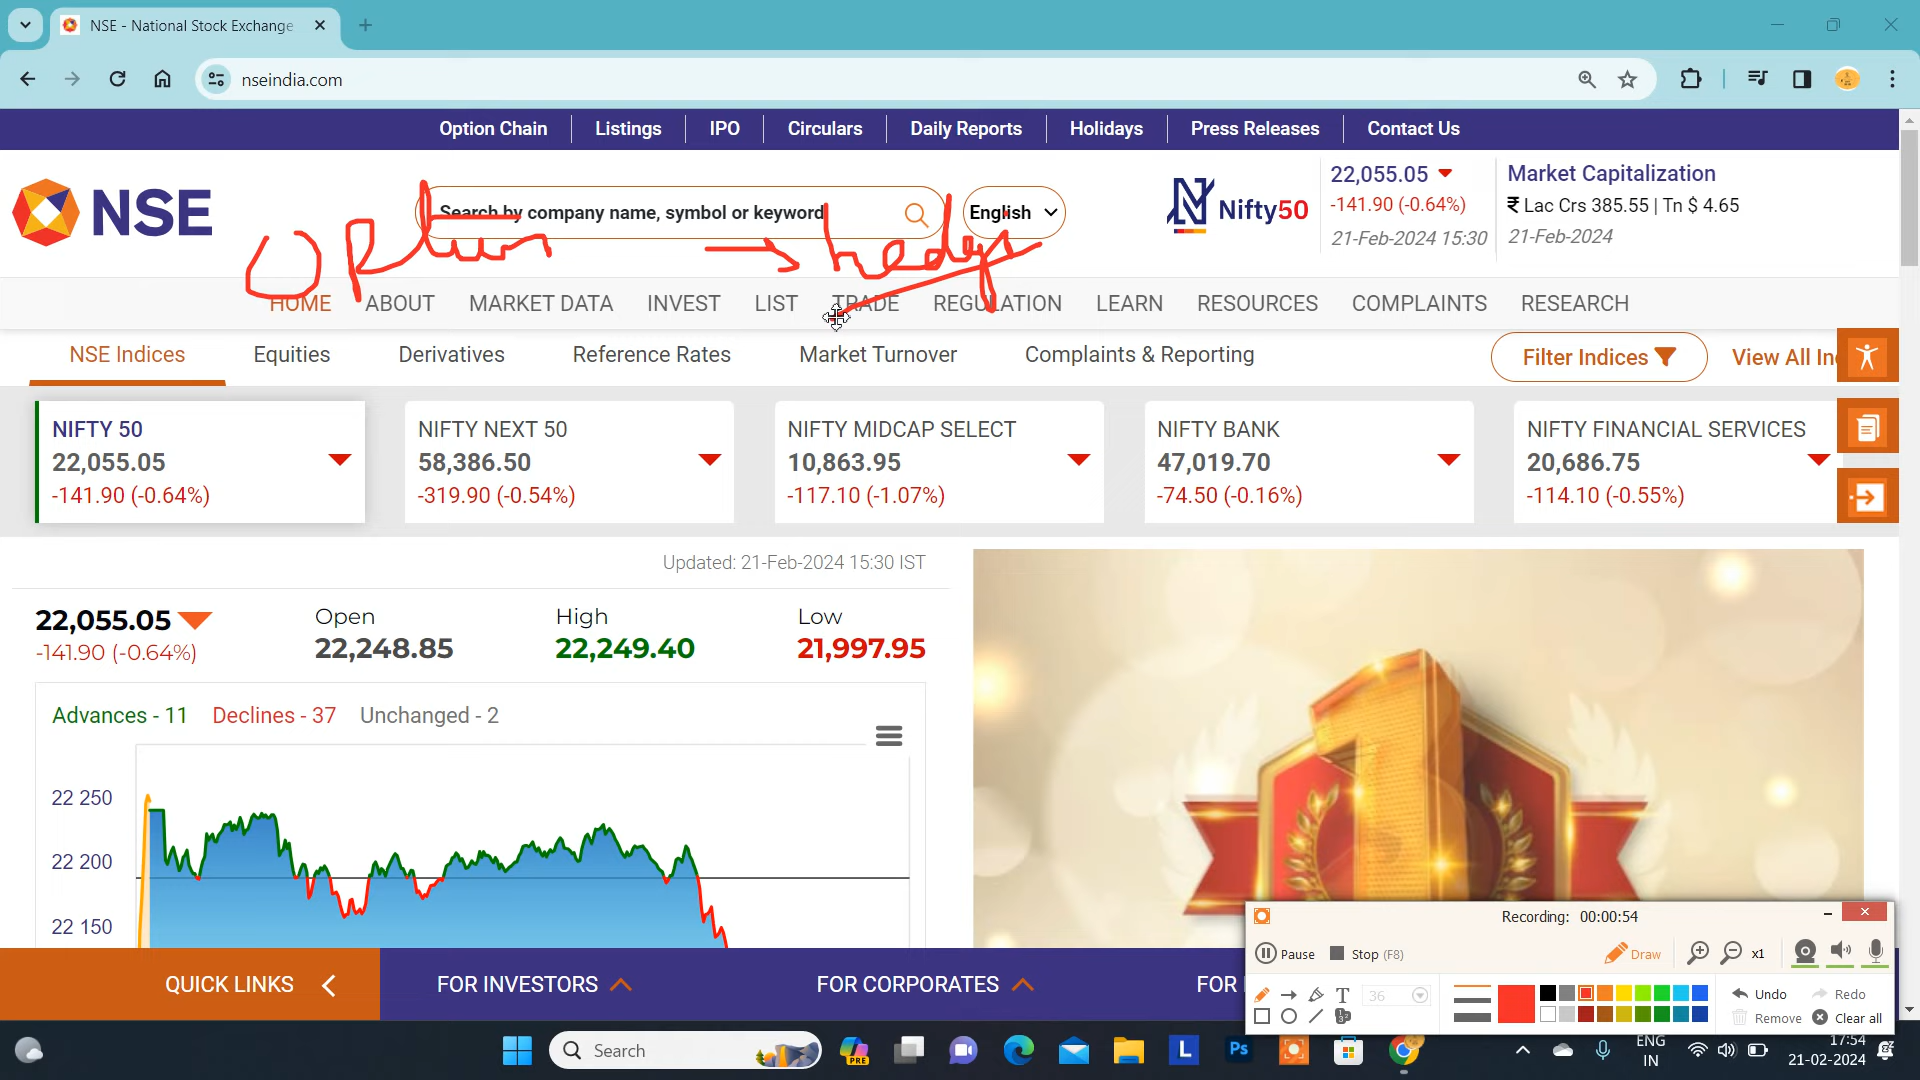 NSE - National Stock Exchange
nseindia.com
Option Chain Listings IPO Circulars Daily Reports Holidays Press Releases Contact Us
NSE
Search by company name, symbol or keyword
English
Nifty50
22,055.05
-141.90 (-0.64%)
21-Feb-2024 15:30
Market Capitalization
₹ Lac Crs 385.55 | Tn $ 4.65
21-Feb-2024
HOME ABOUT MARKET DATA INVEST LIST TRADE REGULATION LEARN RESOURCES COMPLAINTS RESEARCH
NSE Indices Equities Derivatives Reference Rates Market Turnover Complaints & Reporting Filter Indices View All In
NIFTY 50 NIFTY NEXT 50 NIFTY MIDCAP SELECT NIFTY BANK NIFTY FINANCIAL SERVICES
22,055.05 58,386.50 10,863.95 47,019.70 20,686.75
-141.90 (-0.64%) -319.90 (-0.54%) -117.10 (-1.07%) -74.50 (-0.16%) -114.10 (-0.55%)
Updated: 21-Feb-2024 15:30 IST
22,055.05 Open High Low
-141.90 (-0.64%) 22,248.85 22,249.40 21,997.95
Advances - 11 Declines - 37 Unchanged - 2
22 250
22 200
22 150
1
Recording: 00:00:54
Pause Stop (F8) Draw x1
T 36 Undo Redo
Remove Clear all
QUICK LINKS FOR INVESTORS FOR CORPORATES FOR
Search
PRE
L
Ps
ENG
IN
17:54
21-02-2024